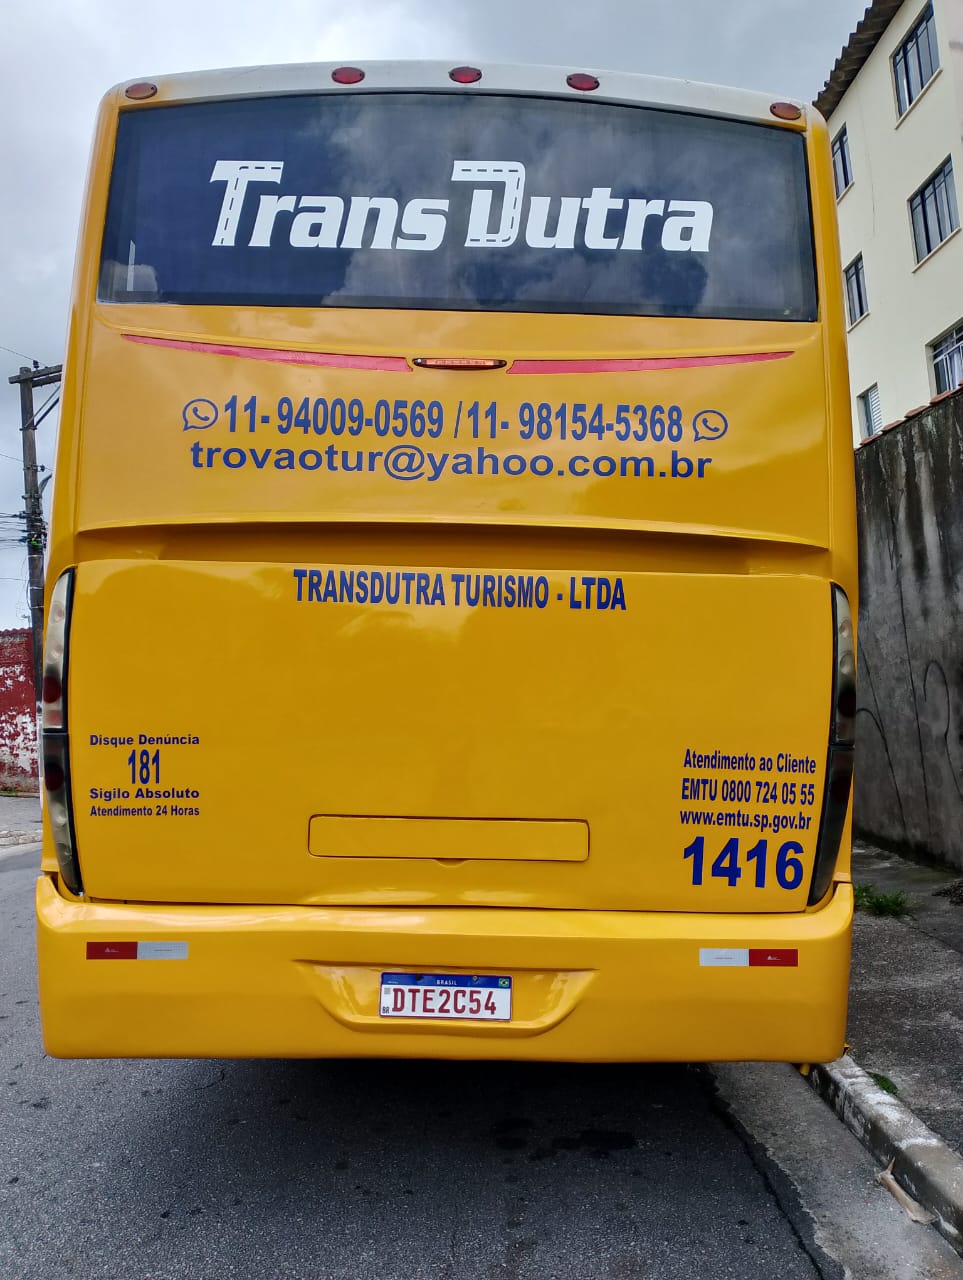 Trans Dutra
11- 94009-0569 / 11- 98154-5368
trovaotur@yahoo.com.br
TRANSDUTRA TURISMO - LTDA
Disque Denúncia
181
Sigilo Absoluto
Atendimento 24 Horas
Atendimento ao Cliente
EMTU 0800 724 05 55
www.emtu.sp.gov.br
1416
BRASIL
BR
DTE2C54